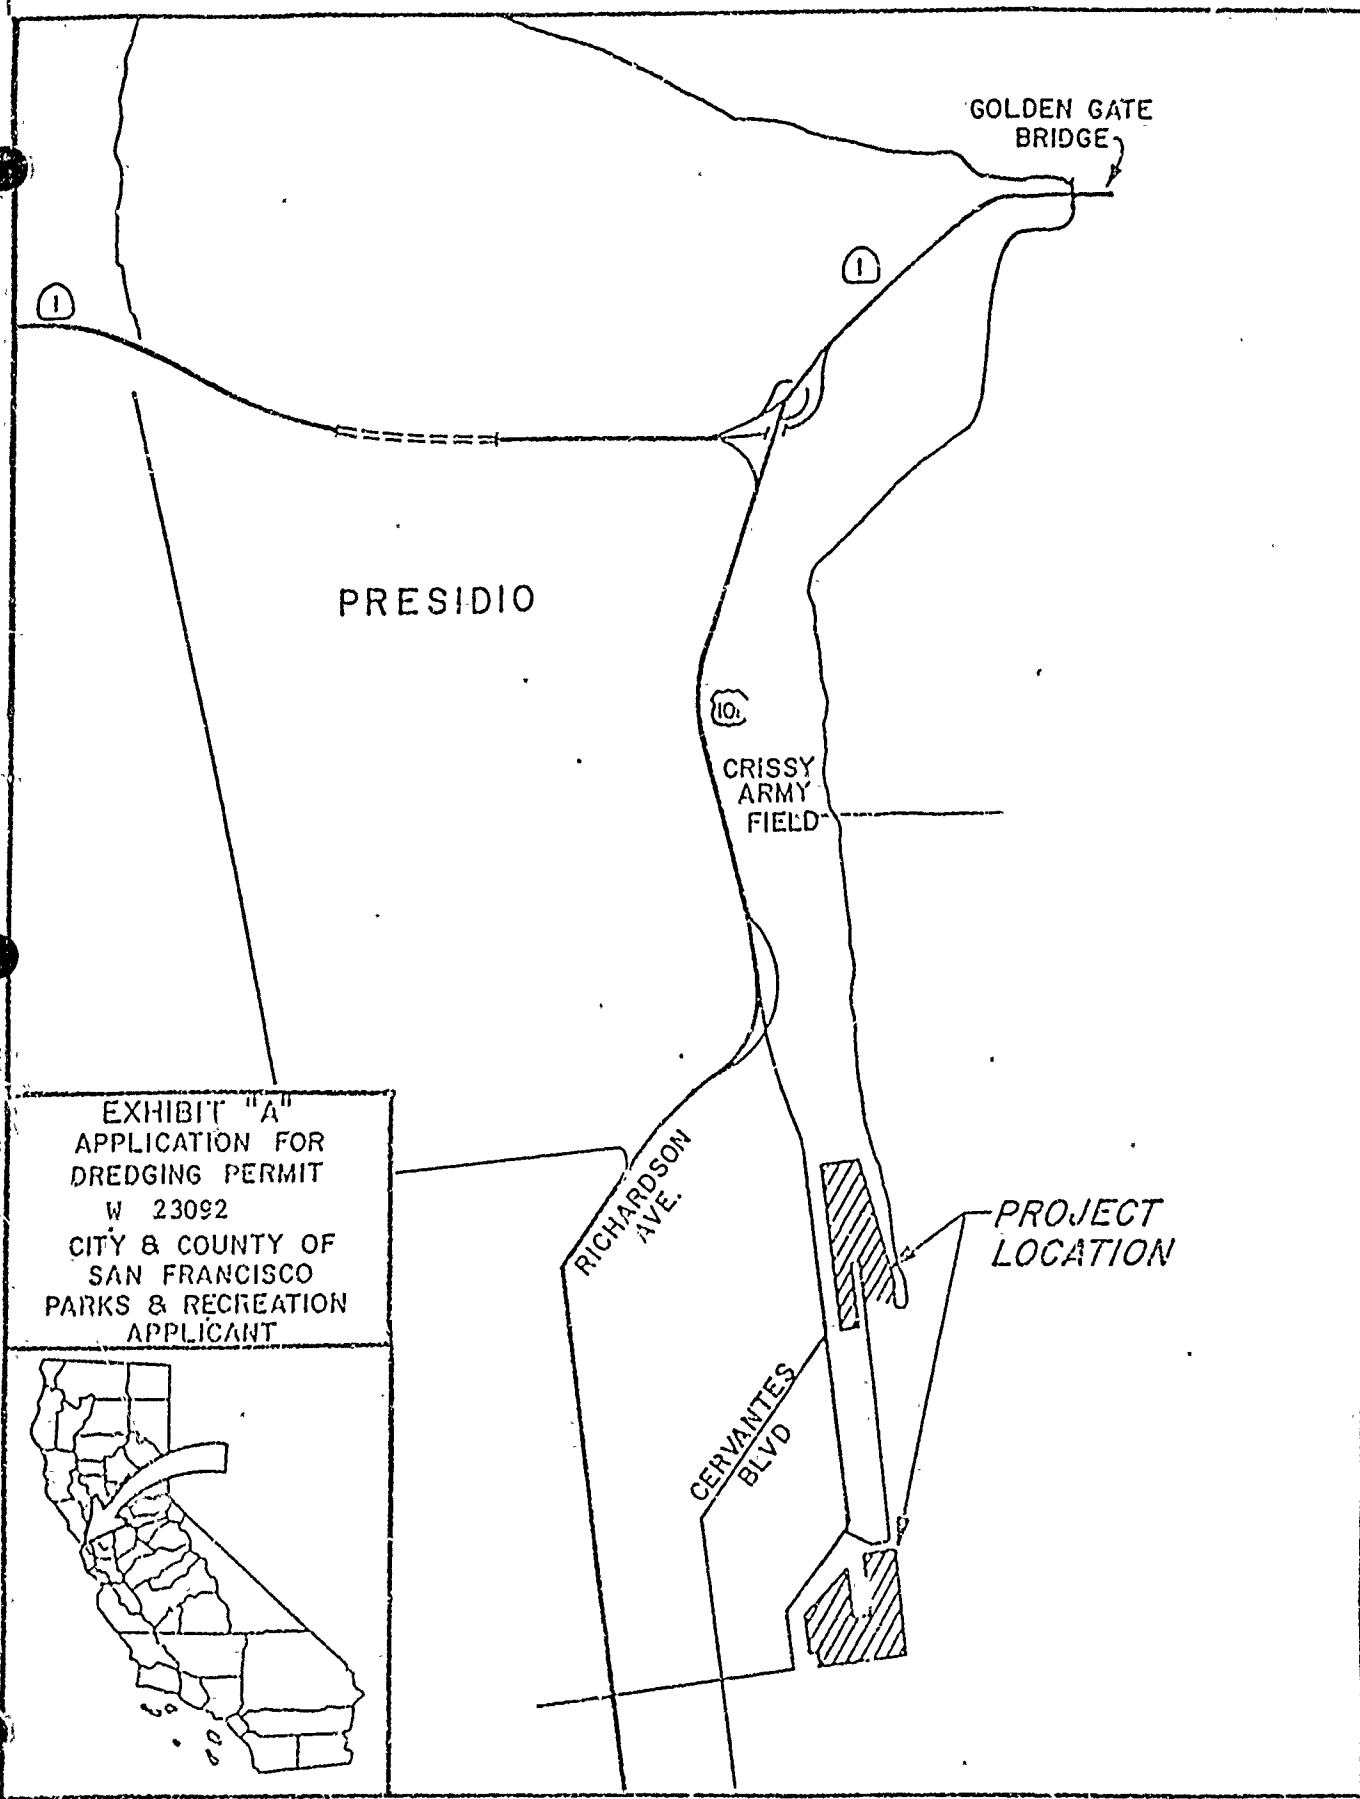 GOLDEN GATE
BRIDGE
1
1
PRESIDIO
101
CRISSY
ARMY
FIELD
EXHIBIT "A"
APPLICATION FOR
DREDGING PERMIT
W 23092
CITY & COUNTY OF
SAN FRANCISCO
PARKS & RECREATION
APPLICANT
RICHARDSON
AVE.
PROJECT
LOCATION
CERVANTES
BLVD